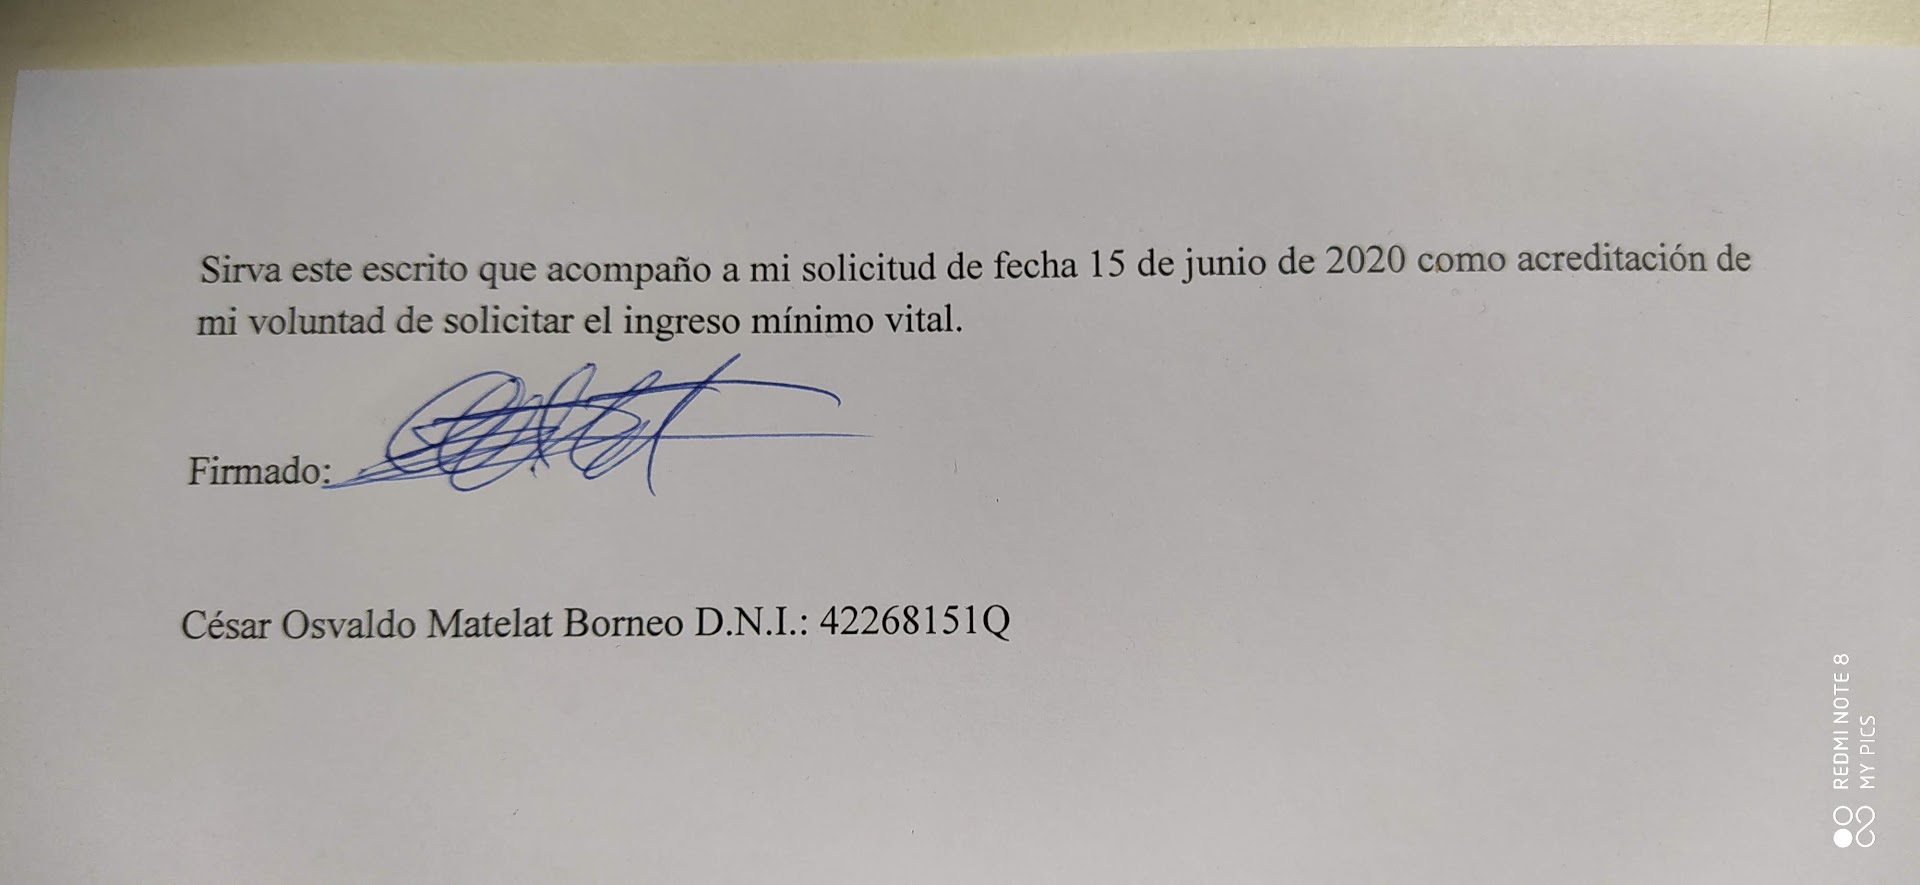 Sirva este escrito que acompaño a mi solicitud de fecha 15 de junio de 2020 como acreditación de
mi voluntad de solicitar el ingreso mínimo vital.
Firmado:
César Osvaldo Matelat Borneo D.N.I.: 42268151Q
REDMI NOTE 8
MY PICS